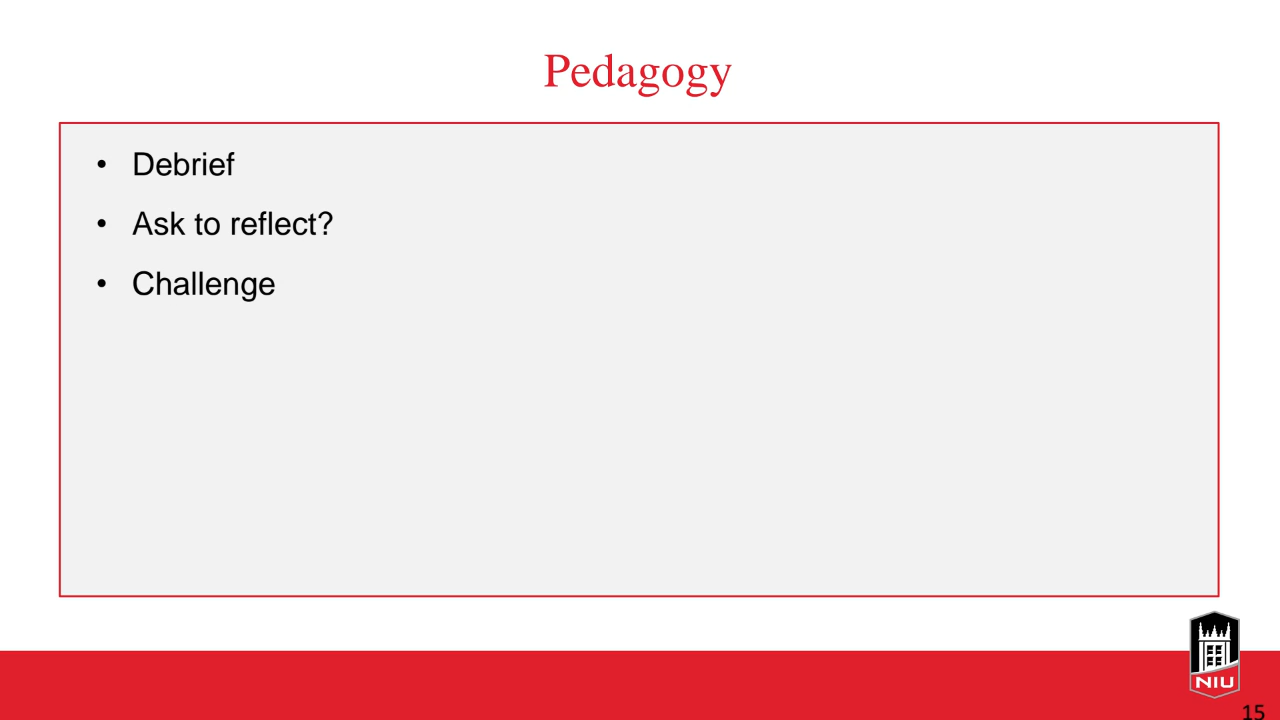 Pedagogy
• Debrief
• Ask to reflect?
• Challenge
NIU
15